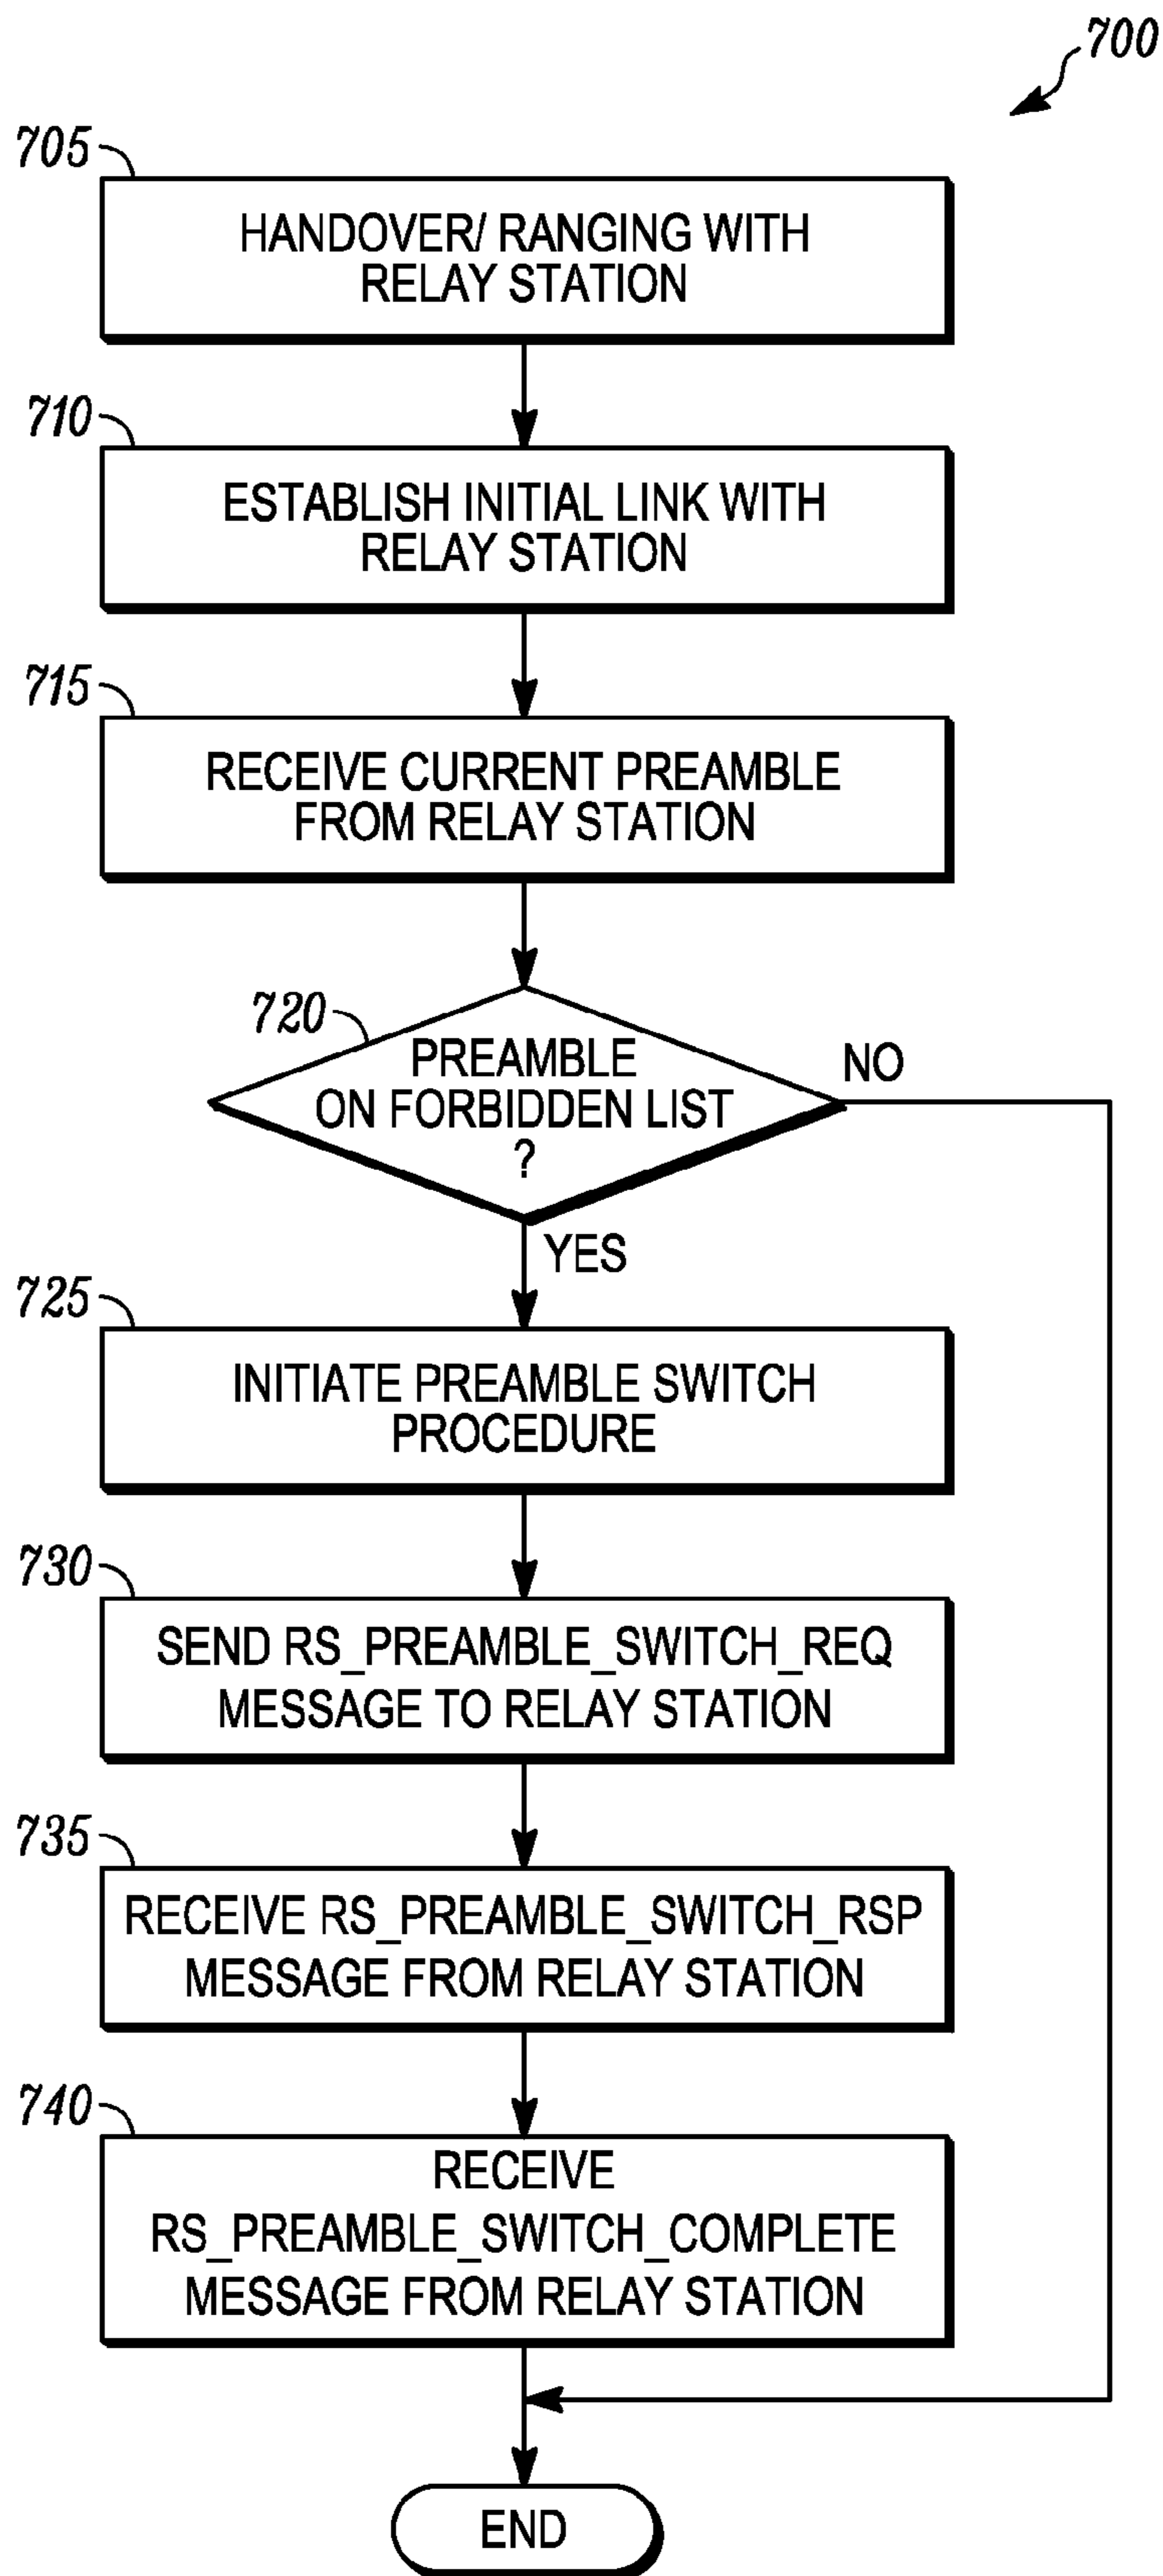 700
705
HANDOVER/ RANGING WITH
RELAY STATION
710
ESTABLISH INITIAL LINK WITH
RELAY STATION
715
RECEIVE CURRENT PREAMBLE
FROM RELAY STATION
720
PREAMBLE
ON FORBIDDEN LIST
?
NO
YES
725
INITIATE PREAMBLE SWITCH
PROCEDURE
730
SEND RS_PREAMBLE_SWITCH_REQ
MESSAGE TO RELAY STATION
735
RECEIVE RS_PREAMBLE_SWITCH_RSP
MESSAGE FROM RELAY STATION
740
RECEIVE
RS_PREAMBLE_SWITCH_COMPLETE
MESSAGE FROM RELAY STATION
END